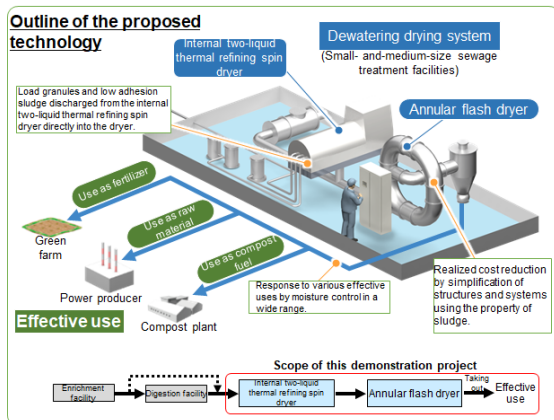 Outline of the proposed
technology
Internal two-liquid
thermal refining spin
dryer
Dewatering drying system
(Small- and-medium-size sewage
treatment facilities)
Load granules and low adhesion
sludge discharged from the internal
two-liquid thermal refining spin
dryer directly into the dryer.
Annular flash dryer
Use as fertilizer
Green
farm
Use as raw
material
Power producer
Use as compost
fuel
Compost plant
Effective use
Response to various effective
uses by moisture control in a
wide range.
Realized cost reduction
by simplification of
structures and systems
using the property of
sludge.
Scope of this demonstration project
Enrichment
facility
Digestion facility
Internal two-liquid
thermal refining spin
dryer
Annular flash dryer
Taking
out
Effective
use